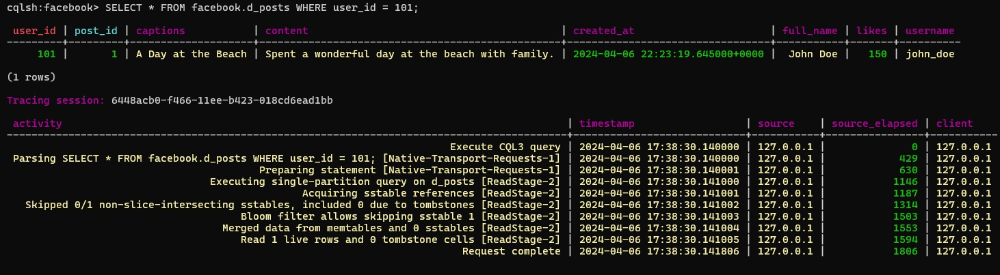 cqlsh:facebook> SELECT * FROM facebook.d_posts WHERE user_id = 101;
user_id | post_id | captions | content | created_at | full_name | likes | username
101 | 1 | A Day at the Beach | Spent a wonderful day at the beach with family. | 2024-04-06 22:23:19.645000+0000 | John Doe | 150 | john_doe
(1 rows)
Tracing session: 6448acb0-f466-11ee-b423-018cd6ead1bb
activity | timestamp | source | source_elapsed | client
Execute CQL3 query | 2024-04-06 17:38:30.140000 | 127.0.0.1 | 0 | 127.0.0.1
Parsing SELECT * FROM facebook.d_posts WHERE user_id = 101; [Native-Transport-Requests-1] | 2024-04-06 17:38:30.140000 | 127.0.0.1 | 429 | 127.0.0.1
Preparing statement [Native-Transport-Requests-1] | 2024-04-06 17:38:30.140001 | 127.0.0.1 | 630 | 127.0.0.1
Executing single-partition query on d_posts [ReadStage-2] | 2024-04-06 17:38:30.141000 | 127.0.0.1 | 1146 | 127.0.0.1
Acquiring sstable references [ReadStage-2] | 2024-04-06 17:38:30.141001 | 127.0.0.1 | 1187 | 127.0.0.1
Skipped 0/1 non-slice-intersecting sstables, included 0 due to tombstones [ReadStage-2] | 2024-04-06 17:38:30.141002 | 127.0.0.1 | 1314 | 127.0.0.1
Bloom filter allows skipping sstable 1 [ReadStage-2] | 2024-04-06 17:38:30.141003 | 127.0.0.1 | 1503 | 127.0.0.1
Merged data from memtables and 0 sstables [ReadStage-2] | 2024-04-06 17:38:30.141004 | 127.0.0.1 | 1553 | 127.0.0.1
Read 1 live rows and 0 tombstone cells [ReadStage-2] | 2024-04-06 17:38:30.141005 | 127.0.0.1 | 1594 | 127.0.0.1
Request complete | 2024-04-06 17:38:30.141806 | 127.0.0.1 | 1806 | 127.0.0.1